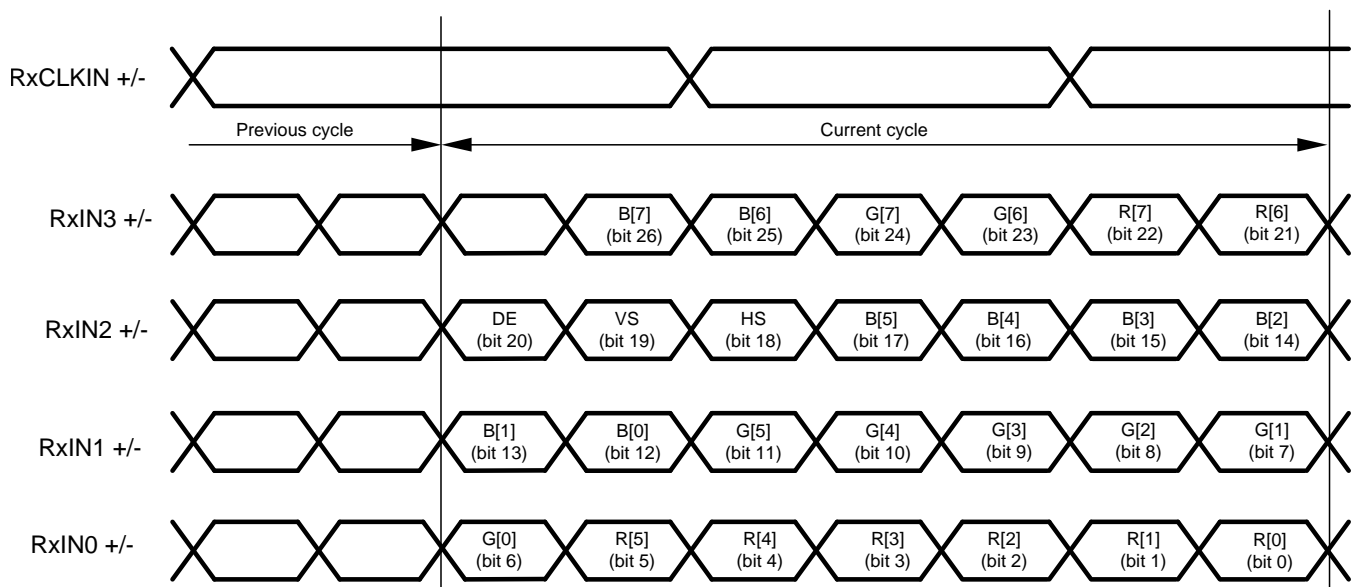 RxCLKIN +/-
Previous cycle
Current cycle
RxIN3 +/-
B[7]
(bit 26)
B[6]
(bit 25)
G[7]
(bit 24)
G[6]
(bit 23)
R[7]
(bit 22)
R[6]
(bit 21)
RxIN2 +/-
DE
(bit 20)
VS
(bit 19)
HS
(bit 18)
B[5]
(bit 17)
B[4]
(bit 16)
B[3]
(bit 15)
B[2]
(bit 14)
RxIN1 +/-
B[1]
(bit 13)
B[0]
(bit 12)
G[5]
(bit 11)
G[4]
(bit 10)
G[3]
(bit 9)
G[2]
(bit 8)
G[1]
(bit 7)
RxIN0 +/-
G[0]
(bit 6)
R[5]
(bit 5)
R[4]
(bit 4)
R[3]
(bit 3)
R[2]
(bit 2)
R[1]
(bit 1)
R[0]
(bit 0)